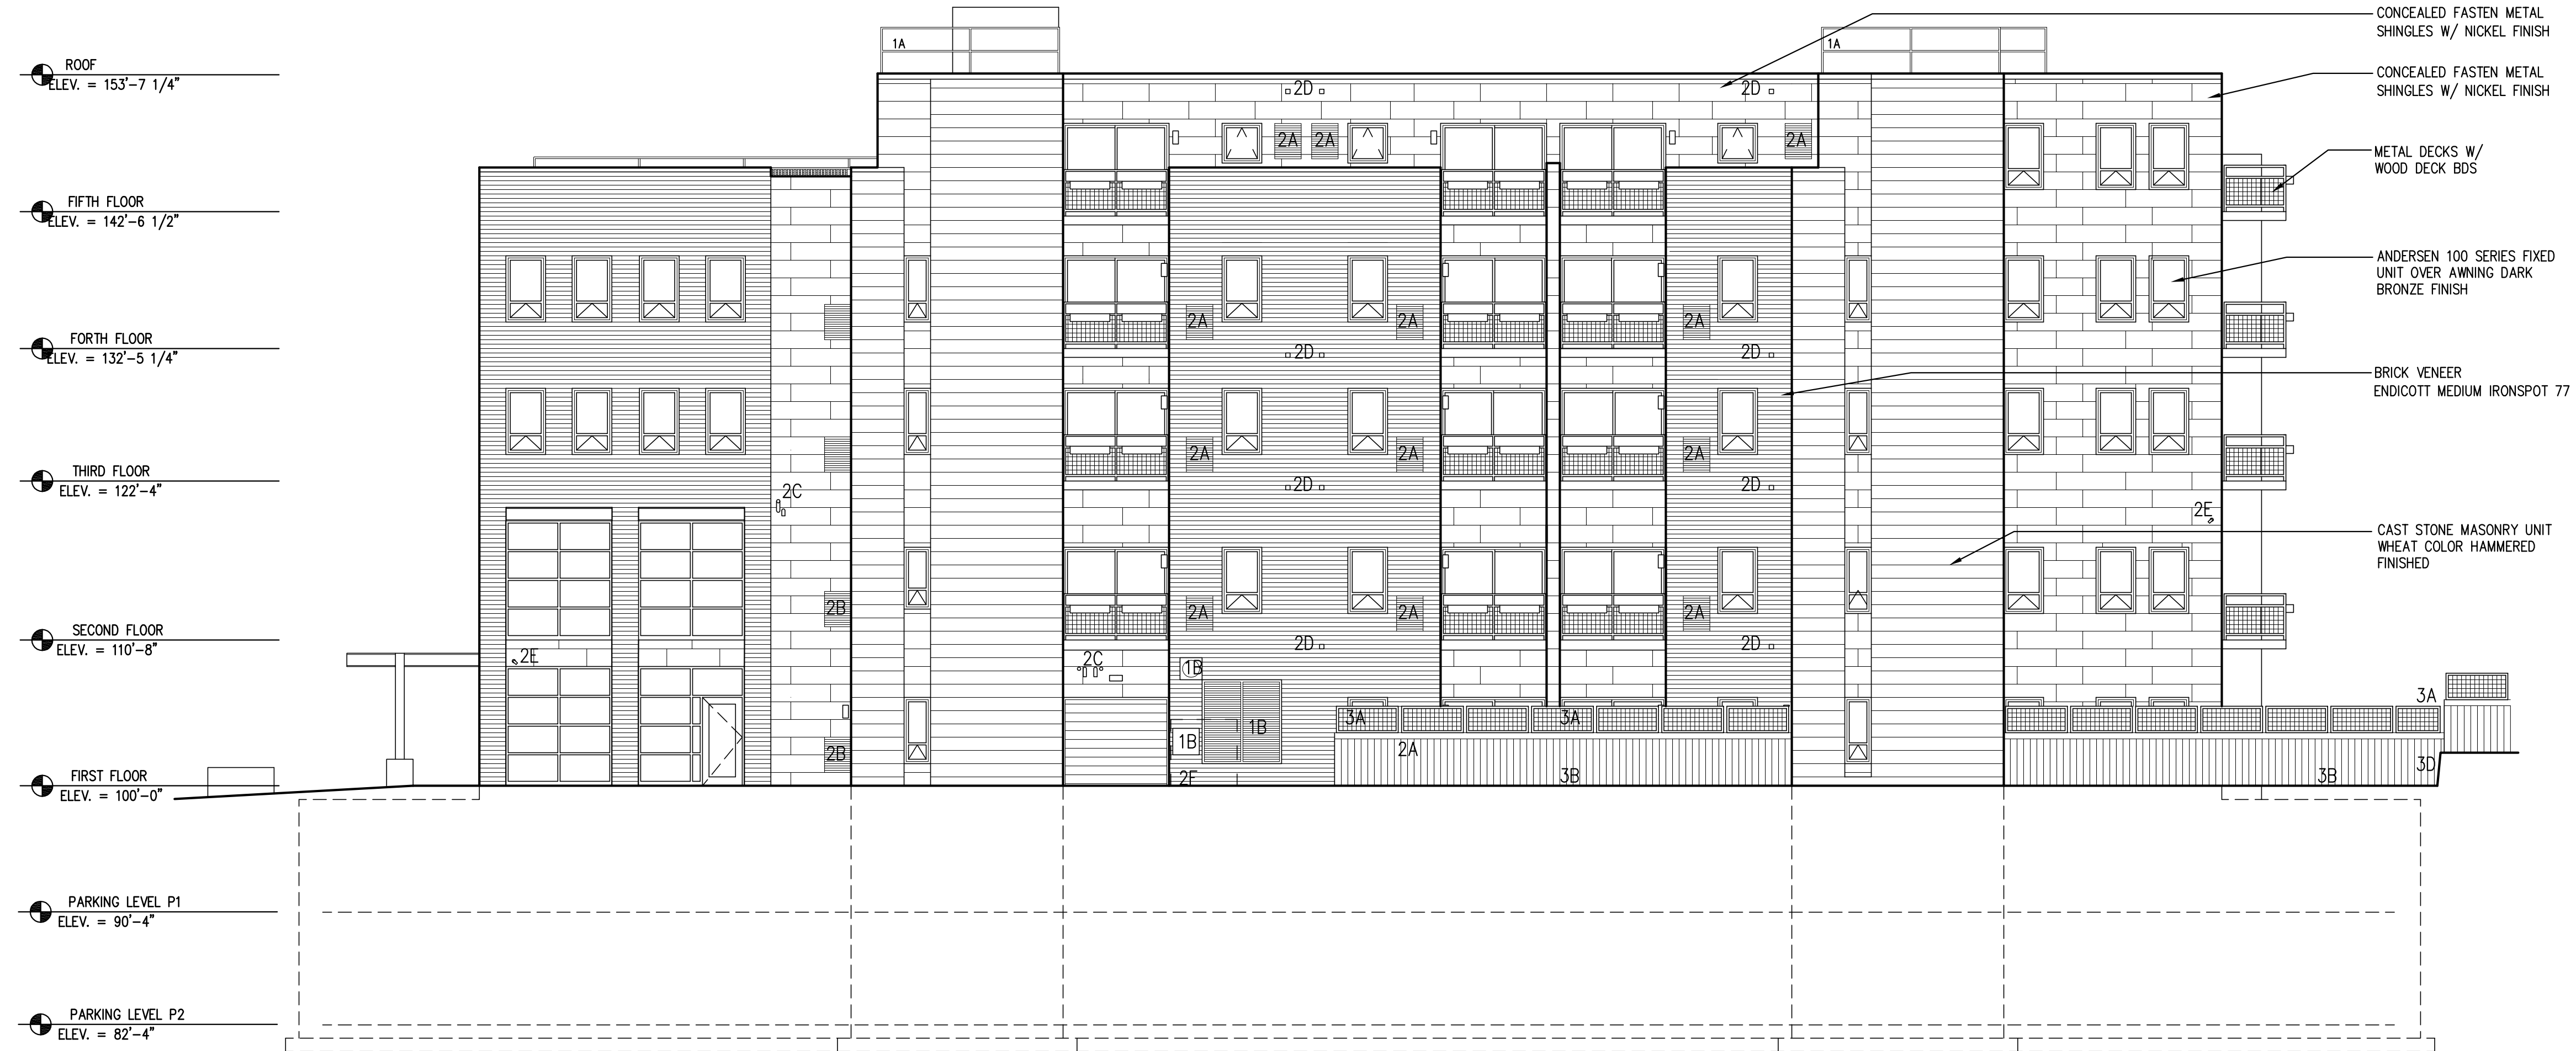 ROOF
ELEV. = 153'-7 1/4"
FIFTH FLOOR
ELEV. = 142'-6 1/2"
FORTH FLOOR
ELEV. = 132'-5 1/4"
THIRD FLOOR
ELEV. = 122'-4"
SECOND FLOOR
ELEV. = 110'-8"
FIRST FLOOR
ELEV. = 100'-0"
PARKING LEVEL P1
ELEV. = 90'-4"
PARKING LEVEL P2
ELEV. = 82'-4"
1A
1A
2D
2D
2A
2A
2A
2A
2A
2A
2D
2D
2A
2A
2A
2D
2D
2C
2E
2B
2A
2A
2A
2D
2D
2E
2C
1B
3A
3A
3A
1B
1B
2A
2B
3D
2F
3B
3B
CONCEALED FASTEN METAL
SHINGLES W/ NICKEL FINISH
CONCEALED FASTEN METAL
SHINGLES W/ NICKEL FINISH
METAL DECKS W/
WOOD DECK BDS
ANDERSEN 100 SERIES FIXED
UNIT OVER AWNING DARK
BRONZE FINISH
BRICK VENEER
ENDICOTT MEDIUM IRONSPOT 77
CAST STONE MASONRY UNIT
WHEAT COLOR HAMMERED
FINISHED